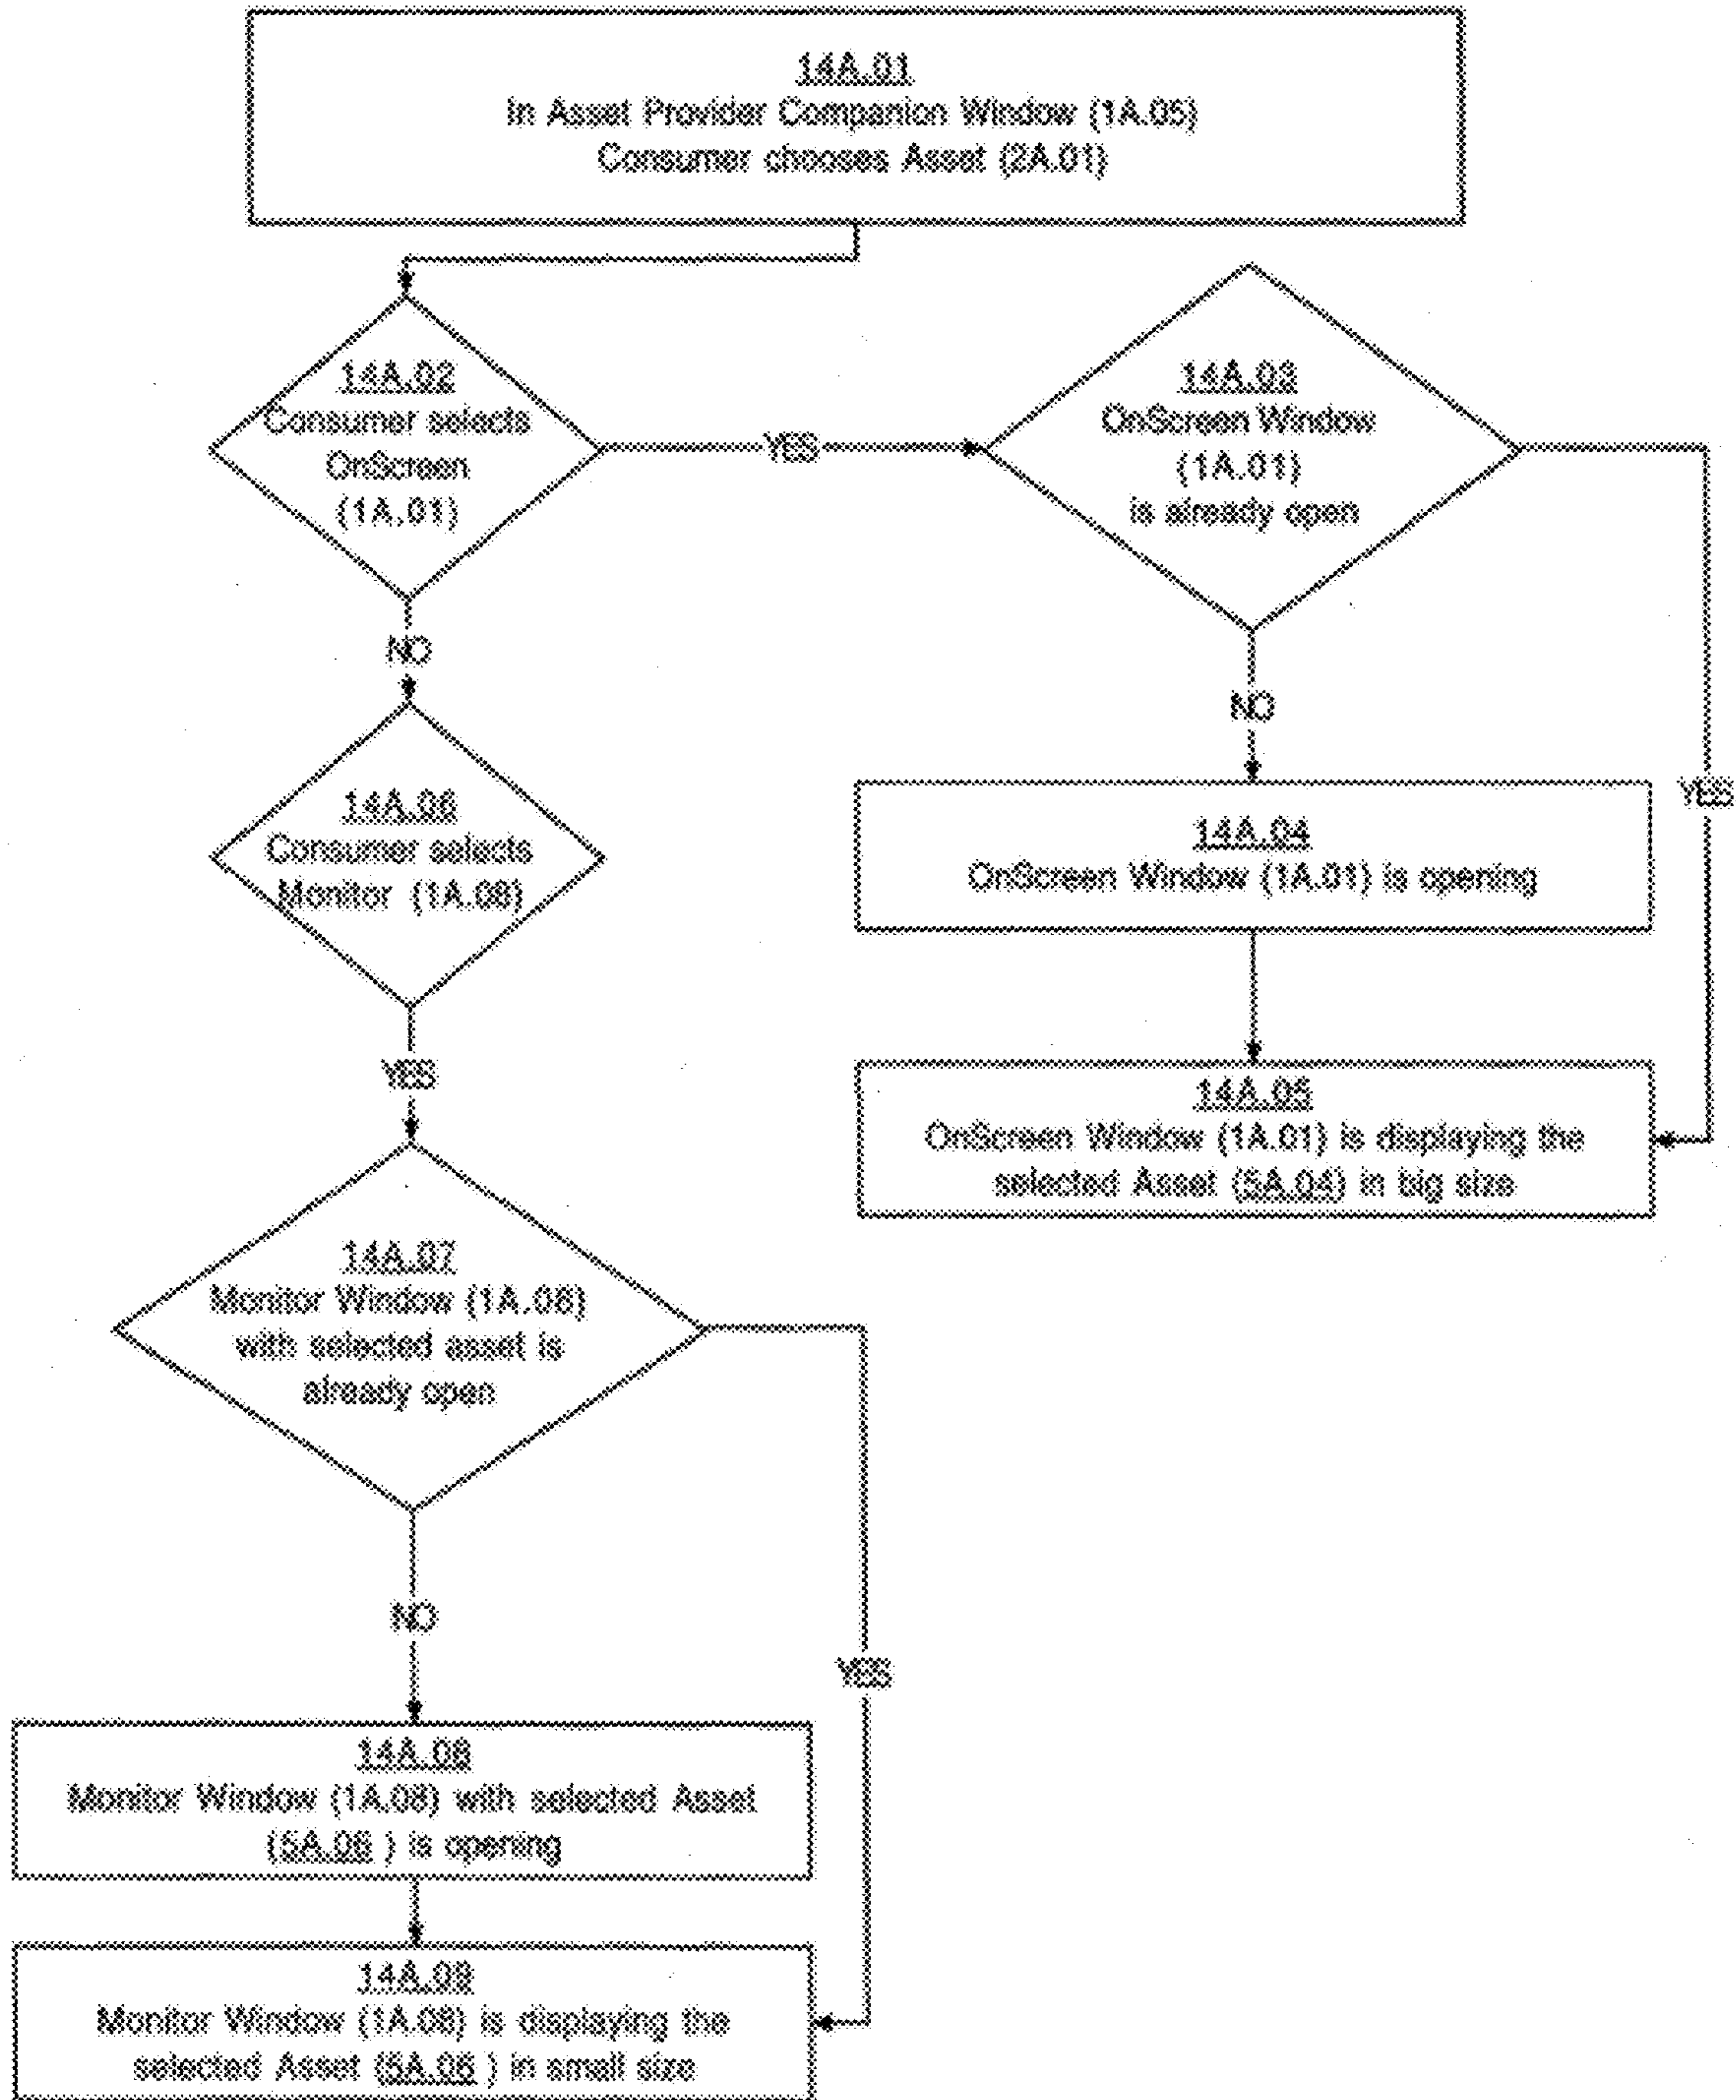 14A.01
In Asset Provider Companion Window (1A.05)
Consumer chooses Asset (2A.01)
14A.02
Consumer selects
OnScreen
(1A.01)
YES
14A.03
OnScreen Window
(1A.01)
is already open
NO
NO
YES
14A.04
OnScreen Window (1A.01) is opening
14A.06
Consumer selects
Monitor (1A.08)
YES
14A.05
OnScreen Window (1A.01) is displaying the
selected Asset (5A.04) in big size
14A.07
Monitor Window (1A.08)
with selected asset is
already open
NO
YES
14A.08
Monitor Window (1A.08) with selected Asset
(5A.06 ) is opening
14A.09
Monitor Window (1A.08) is displaying the
selected Asset (5A.06 ) in small size